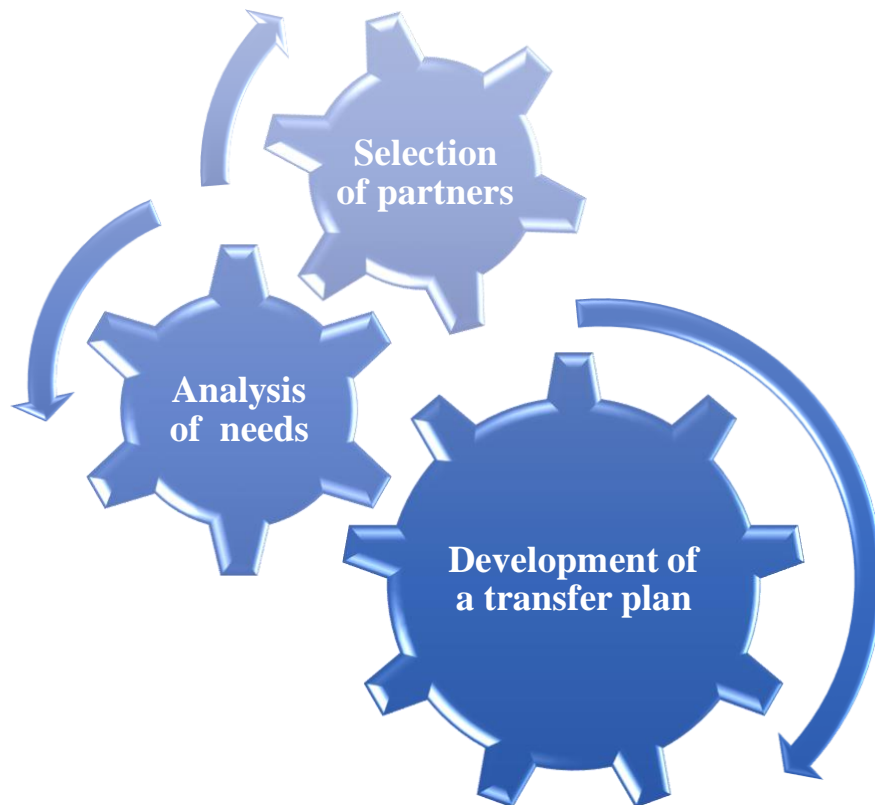 Selection
of partners
Analysis
of needs
Development of
a transfer plan